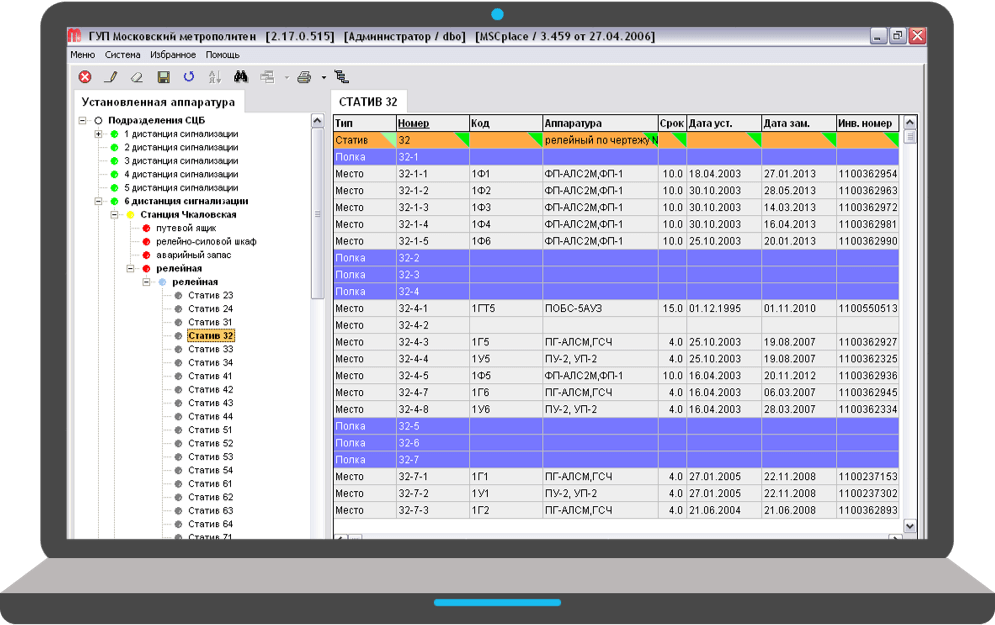 ГУП Московский метрополитен [2.17.0.515] [Администратор / dbo] [MSCplace / 3.459 от 27.04.2006]
Меню Система Избранное Помощь
Установленная аппаратура
Подразделения СЦБ
1 дистанция сигнализации
2 дистанция сигнализации
3 дистанция сигнализации
4 дистанция сигнализации
5 дистанция сигнализации
6 дистанция сигнализации
Станция Чкаловская
путевой ящик
релейно-силовой шкаф
аварийный запас
релейная
релейная
Статив 23
Статив 24
Статив 31
Статив 32
Статив 33
Статив 34
Статив 41
Статив 42
Статив 43
Статив 44
Статив 51
Статив 52
Статив 53
Статив 54
Статив 61
Статив 62
Статив 63
Статив 64
Статив 71
СТАТИВ 32
Тип Номер Код Аппаратура Срок Дата уст. Дата зам. Инв. номер
Статив 32 релейный по чертежу N
Полка 32-1
Место 32-1-1 1Ф1 ФП-АЛС2М,ФП-1 10.0 18.04.2003 27.01.2013 1100362954
Место 32-1-2 1Ф2 ФП-АЛС2М,ФП-1 10.0 30.10.2003 28.05.2013 1100362963
Место 32-1-3 1Ф3 ФП-АЛС2М,ФП-1 10.0 30.10.2003 14.03.2013 1100362972
Место 32-1-4 1Ф4 ФП-АЛС2М,ФП-1 10.0 30.10.2003 16.04.2013 1100362981
Место 32-1-5 1Ф6 ФП-АЛС2М,ФП-1 10.0 25.10.2003 20.01.2013 1100362990
Полка 32-2
Полка 32-3
Полка 32-4
Место 32-4-1 1ГТ5 ПОБС-5АУЗ 15.0 01.12.1995 01.11.2010 1100550513
Место 32-4-2
Место 32-4-3 1Г5 ПГ-АЛСМ,ГСЧ 4.0 25.10.2003 19.08.2007 1100362927
Место 32-4-4 1У5 ПУ-2, УП-2 4.0 25.10.2003 19.08.2007 1100362325
Место 32-4-5 1Ф5 ФП-АЛС2М,ФП-1 10.0 16.04.2003 20.11.2012 1100362936
Место 32-4-7 1Г6 ПГ-АЛСМ,ГСЧ 4.0 16.04.2003 06.03.2007 1100362945
Место 32-4-8 1У6 ПУ-2, УП-2 4.0 16.04.2003 28.03.2007 1100362334
Полка 32-5
Полка 32-6
Полка 32-7
Место 32-7-1 1Г1 ПГ-АЛСМ,ГСЧ 4.0 27.01.2005 22.11.2008 1100237153
Место 32-7-2 1У1 ПУ-2, УП-2 4.0 27.01.2005 22.11.2008 1100237302
Место 32-7-3 1Г2 ПГ-АЛСМ,ГСЧ 4.0 21.06.2004 21.06.2008 1100362893